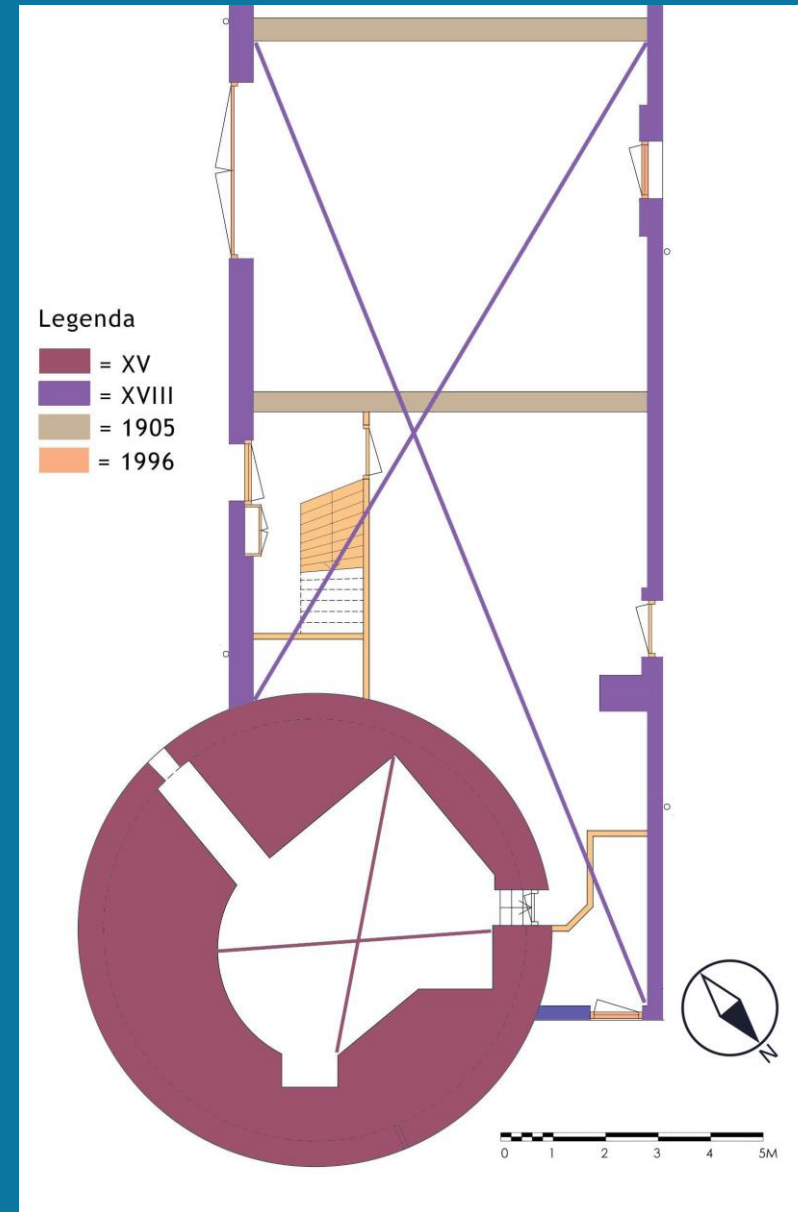 Legenda
= XV
= XVIII
= 1905
= 1996
N
0 1 2 3 4 5M